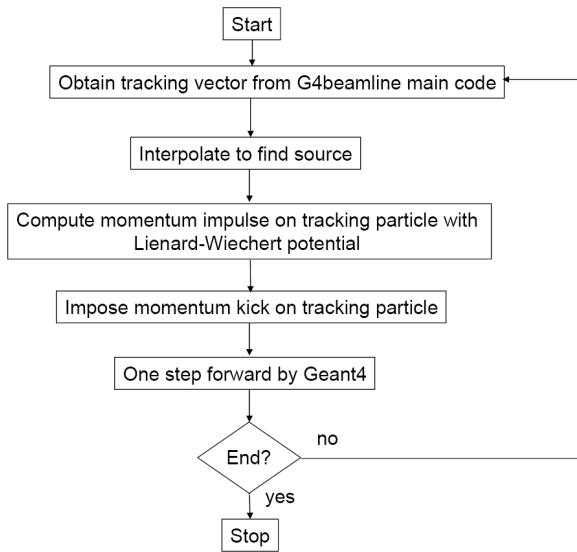 Start
Obtain tracking vector from G4beamline main code
Interpolate to find source
Compute momentum impulse on tracking particle with
Lienard-Wiechert potential
Impose momentum kick on tracking particle
One step forward by Geant4
no
End?
yes
Stop